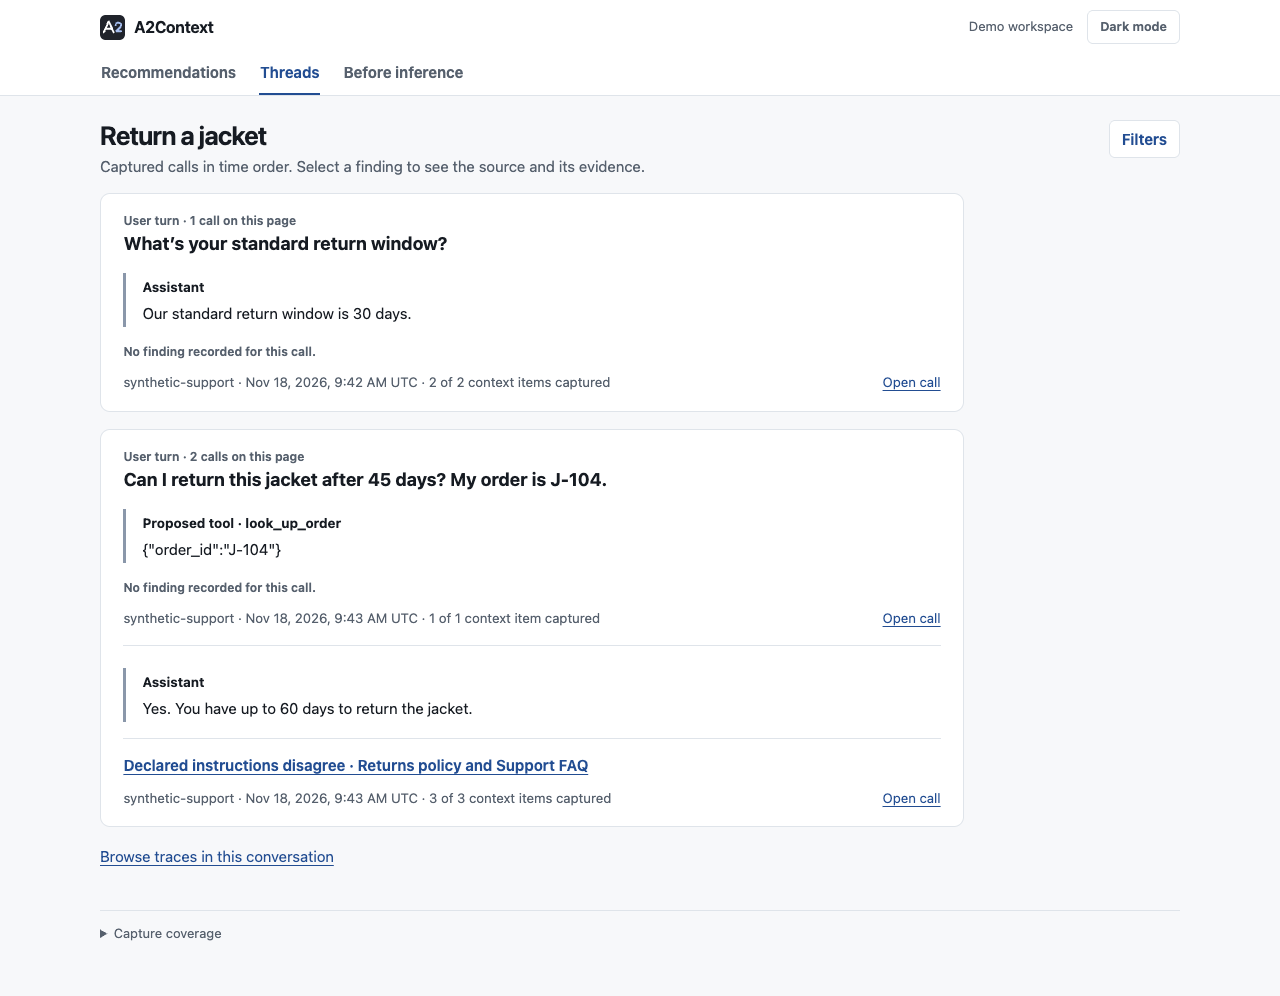 A2 A2Context
Demo workspace
Dark mode
Recommendations
Threads
Before inference
Return a jacket
Filters
Captured calls in time order. Select a finding to see the source and its evidence.
User turn · 1 call on this page
What’s your standard return window?
Assistant
Our standard return window is 30 days.
No finding recorded for this call.
synthetic-support · Nov 18, 2026, 9:42 AM UTC · 2 of 2 context items captured
Open call
User turn · 2 calls on this page
Can I return this jacket after 45 days? My order is J-104.
Proposed tool · look_up_order
{"order_id":"J-104"}
No finding recorded for this call.
synthetic-support · Nov 18, 2026, 9:43 AM UTC · 1 of 1 context item captured
Open call
Assistant
Yes. You have up to 60 days to return the jacket.
Declared instructions disagree · Returns policy and Support FAQ
synthetic-support · Nov 18, 2026, 9:43 AM UTC · 3 of 3 context items captured
Open call
Browse traces in this conversation
Capture coverage